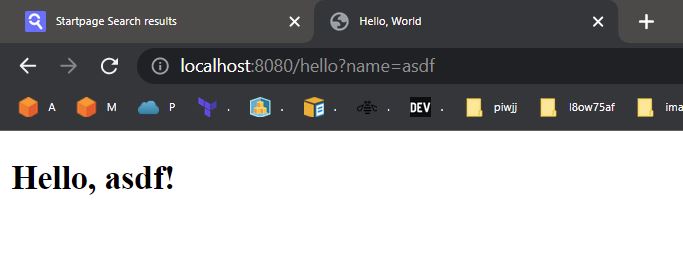 Startpage Search results
Hello, World
localhost:8080/hello?name=asdf
A M P . . . . DEV . piwjj l8ow75af ima
Hello, asdf!